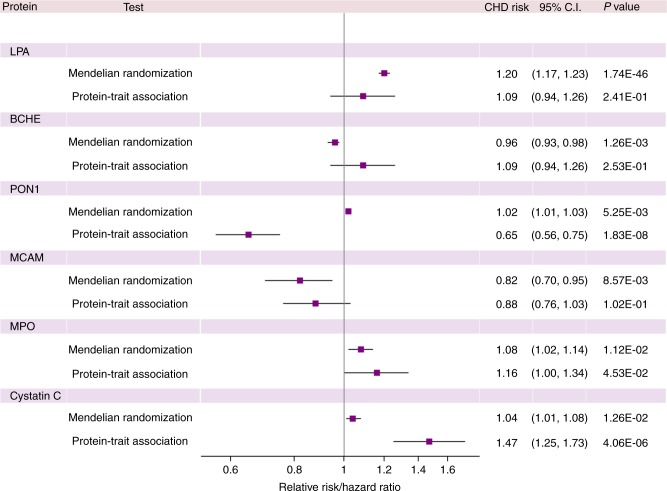 Protein Test CHD risk 95% C.I. P value
LPA
Mendelian randomization 1.20 (1.17, 1.23) 1.74E-46
Protein-trait association 1.09 (0.94, 1.26) 2.41E-01
BCHE
Mendelian randomization 0.96 (0.93, 0.98) 1.26E-03
Protein-trait association 1.09 (0.94, 1.26) 2.53E-01
PON1
Mendelian randomization 1.02 (1.01, 1.03) 5.25E-03
Protein-trait association 0.65 (0.56, 0.75) 1.83E-08
MCAM
Mendelian randomization 0.82 (0.70, 0.95) 8.57E-03
Protein-trait association 0.88 (0.76, 1.03) 1.02E-01
MPO
Mendelian randomization 1.08 (1.02, 1.14) 1.12E-02
Protein-trait association 1.16 (1.00, 1.34) 4.53E-02
Cystatin C
Mendelian randomization 1.04 (1.01, 1.08) 1.26E-02
Protein-trait association 1.47 (1.25, 1.73) 4.06E-06
0.6 0.8 1 1.2 1.4 1.6
Relative risk/hazard ratio